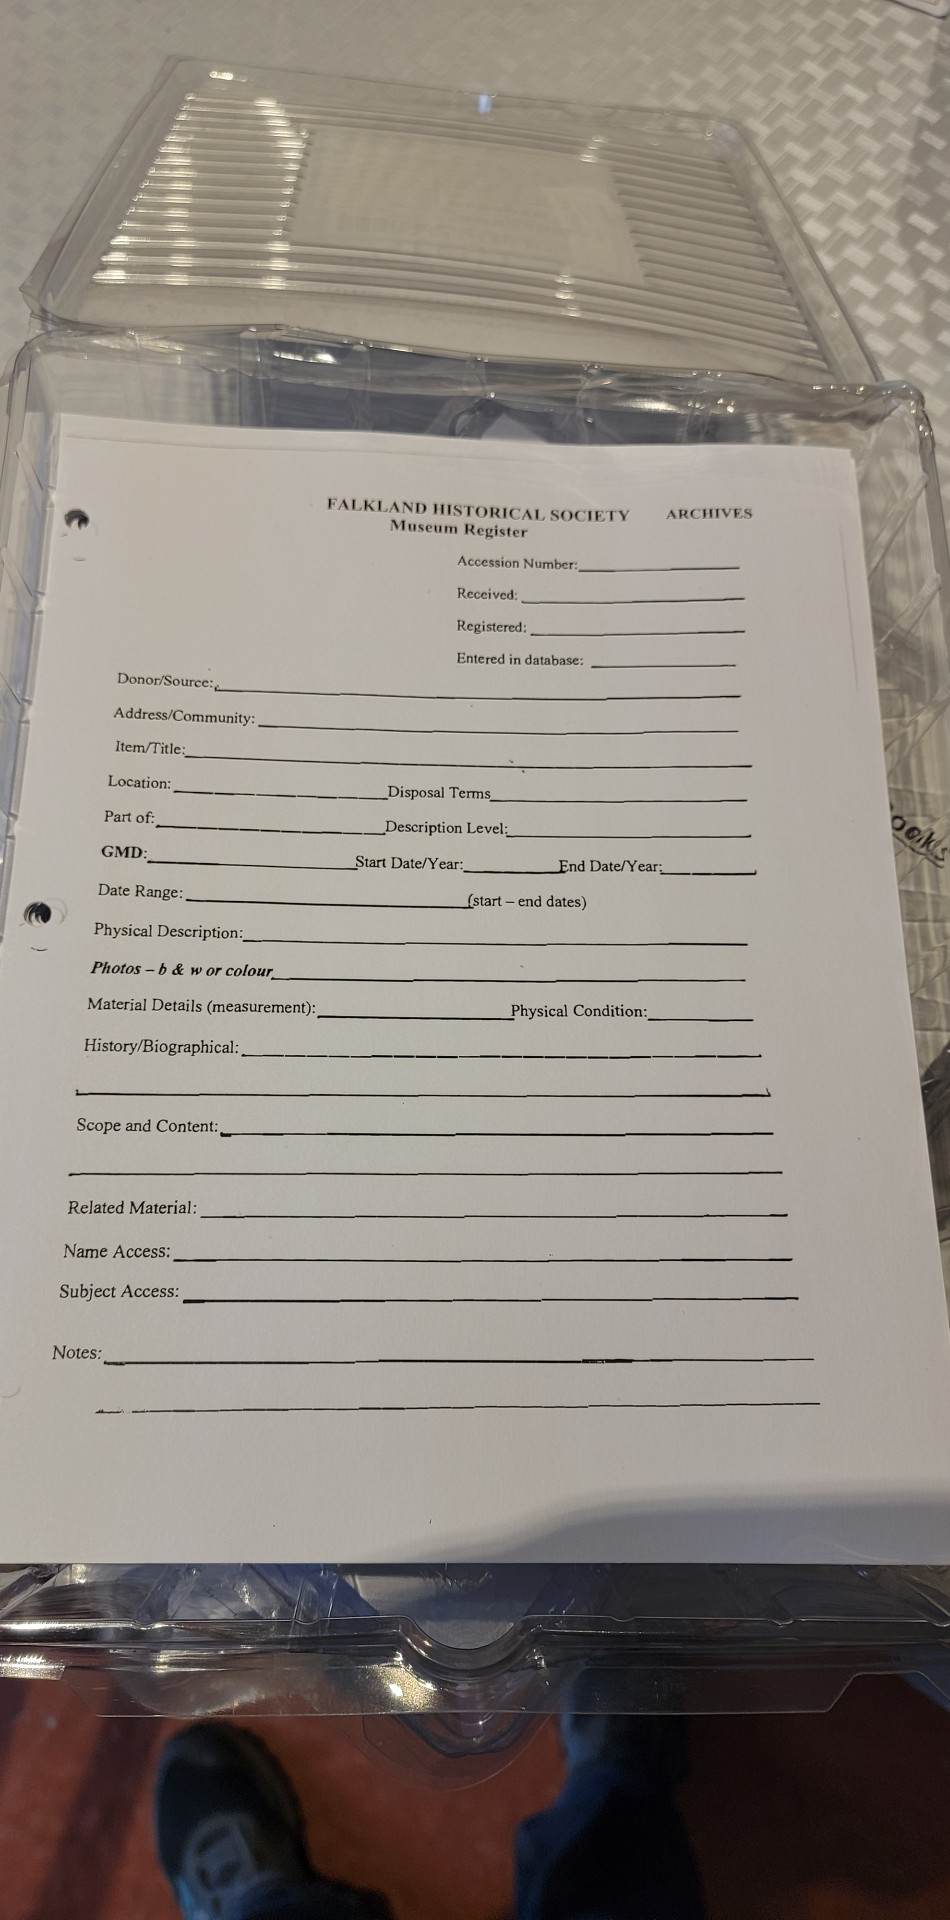 FALKLAND HISTORICAL SOCIETY ARCHIVES
Museum Register
Accession Number:
Received:
Registered:
Entered in database:
Donor/Source:
Address/Community:
Item/Title:
Location: Disposal Terms
Part of: Description Level:
GMD: Start Date/Year: End Date/Year:
Date Range: (start – end dates)
Physical Description:
Photos – b & w or colour
Material Details (measurement): Physical Condition:
History/Biographical:
Scope and Content:
Related Material:
Name Access:
Subject Access:
Notes: